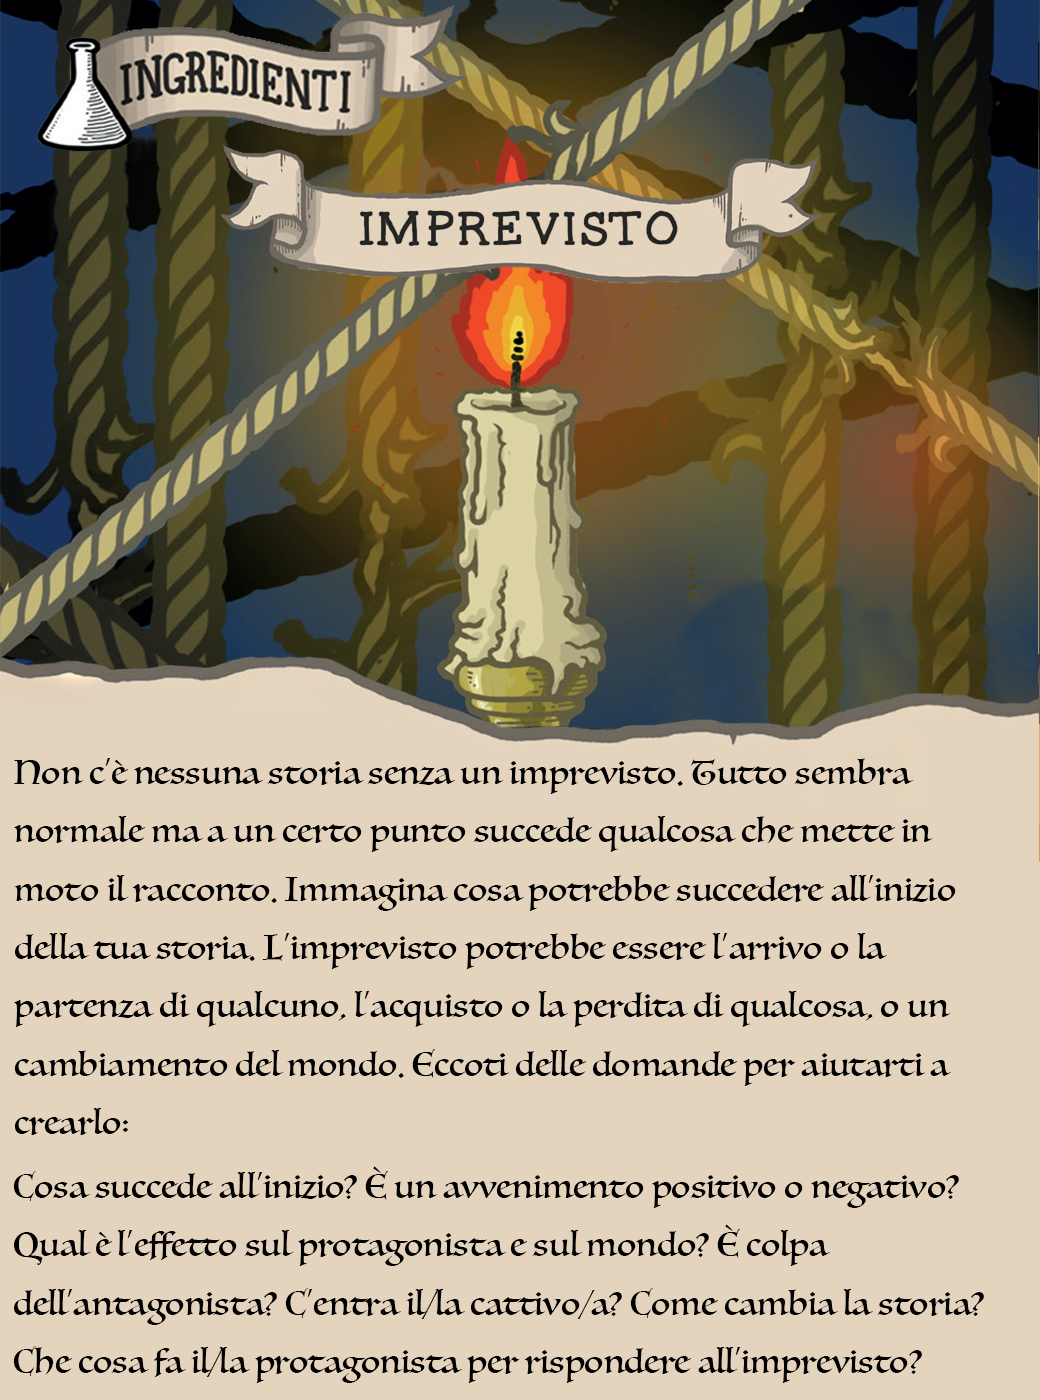 INGREDIENTI
IMPREVISTO
Non c'è nessuna storia senza un imprevisto. Tutto sembra
normale ma a un certo punto succede qualcosa che mette in
moto il racconto. Immagina cosa potrebbe succedere all'inizio
della tua storia. L'imprevisto potrebbe essere l'arrivo o la
partenza di qualcuno, l'acquisto o la perdita di qualcosa, o un
cambiamento del mondo. Eccoti delle domande per aiutarti a
crearlo:
Cosa succede all'inizio? È un avvenimento positivo o negativo?
Qual è l'effetto sul protagonista e sul mondo? È colpa
dell'antagonista? C'entra il/la cattivo/a? Come cambia la storia?
Che cosa fa il/la protagonista per rispondere all'imprevisto?